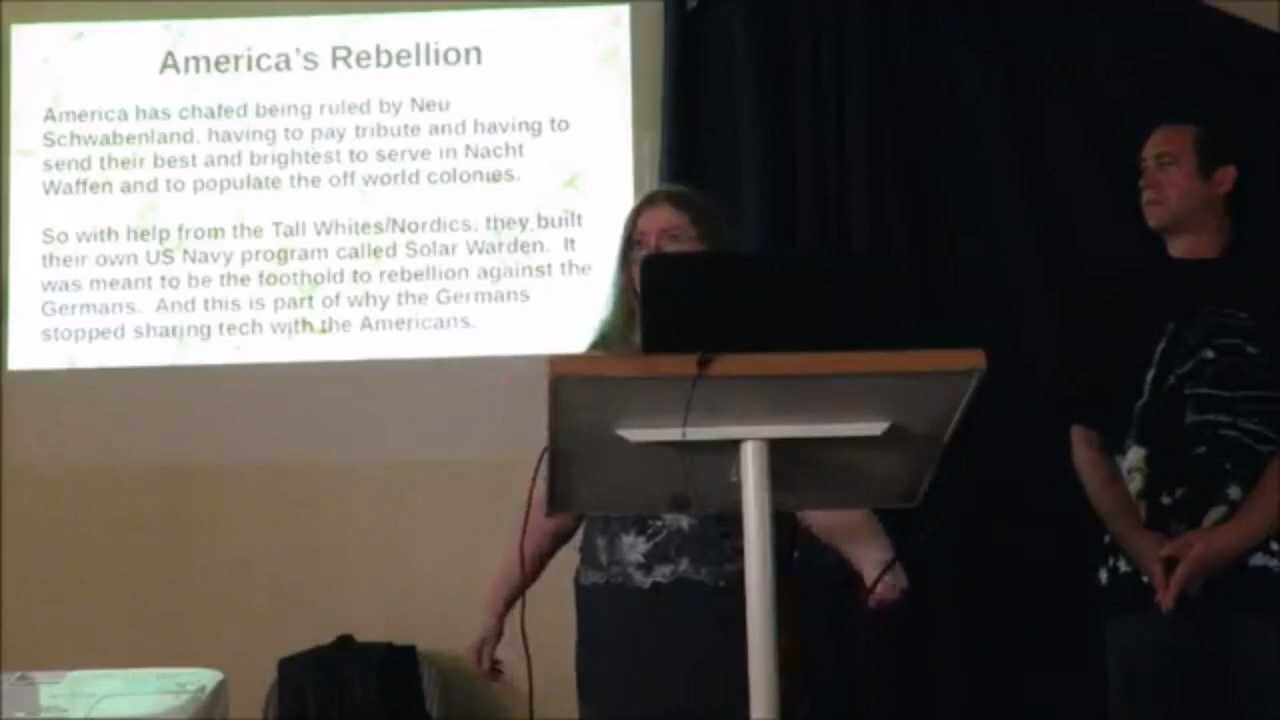 America's Rebellion
America has chafed being ruled by Neu
Schwabenland, having to pay tribute and having to
send their best and brightest to serve in Nacht
Waffen and to populate the off world colonies.
So with help from the Tall Whites/Nordics, they built
their own US Navy program called Solar Warden. It
was meant to be the foothold to rebellion against the
Germans. And this is part of why the Germans
stopped sharing tech with the Americans.